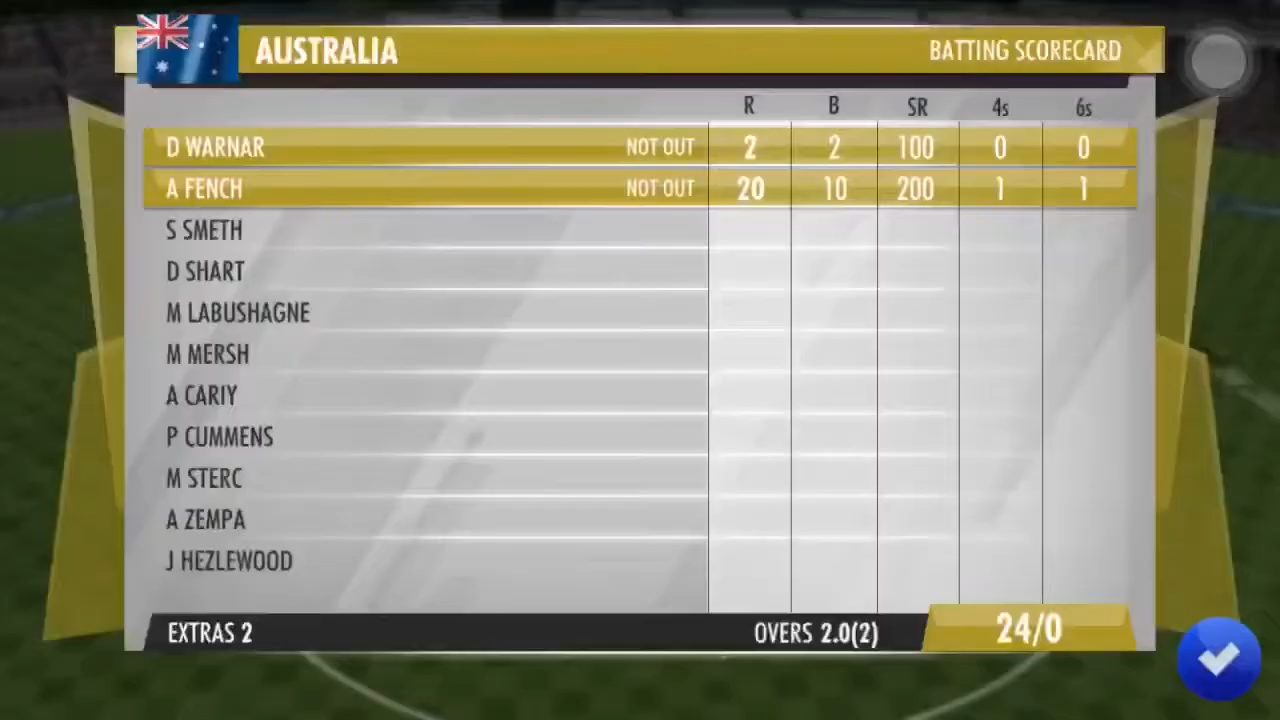 AUSTRALIA BATTING SCORECARD
R B SR 4s 6s
D WARNAR NOT OUT 2 2 100 0 0
A FENCH NOT OUT 20 10 200 1 1
S SMETH
D SHART
M LABUSHAGNE
M MERSH
A CARIY
P CUMMENS
M STERC
A ZEMPA
J HEZLEWOOD
EXTRAS 2 OVERS 2.0(2) 24/0